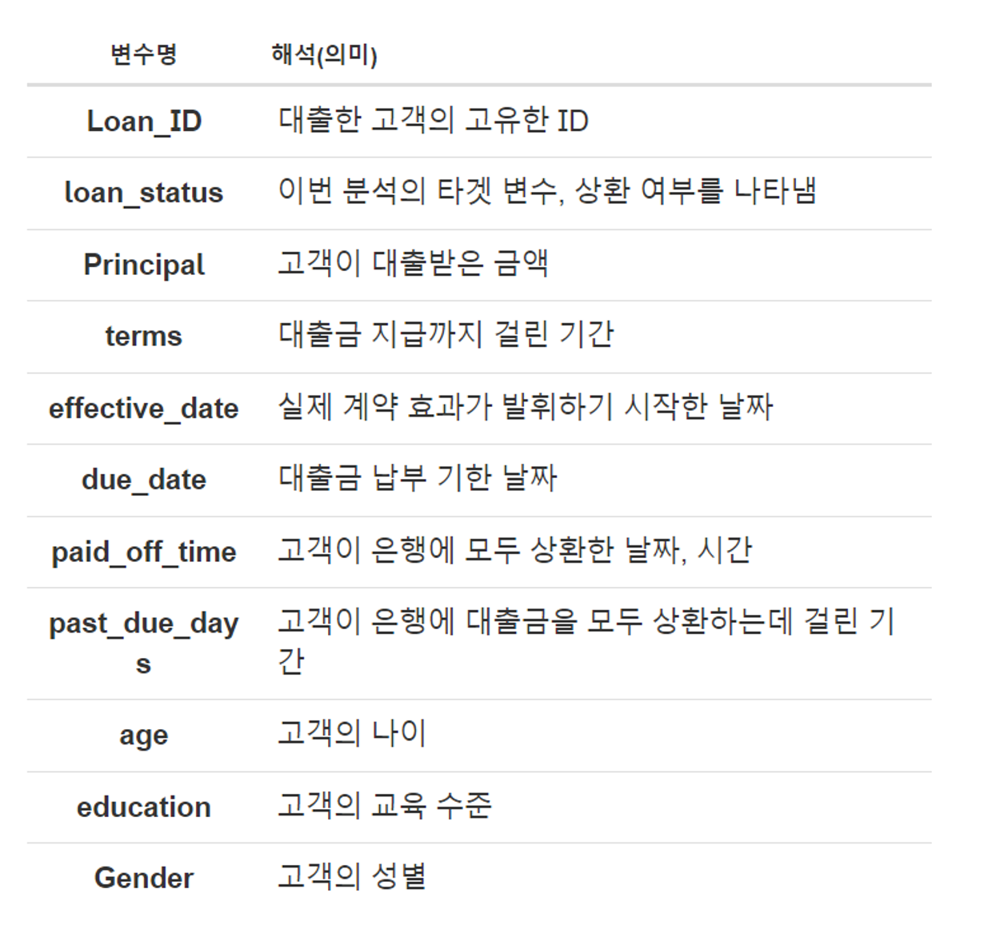 변수명 해석(의미)
Loan_ID 대출한 고객의 고유한 ID
loan_status 이번 분석의 타겟 변수, 상환 여부를 나타냄
Principal 고객이 대출받은 금액
terms 대출금 지급까지 걸린 기간
effective_date 실제 계약 효과가 발휘하기 시작한 날짜
due_date 대출금 납부 기한 날짜
paid_off_time 고객이 은행에 모두 상환한 날짜, 시간
past_due_day 고객이 은행에 대출금을 모두 상환하는데 걸린 기
s 간
age 고객의 나이
education 고객의 교육 수준
Gender 고객의 성별